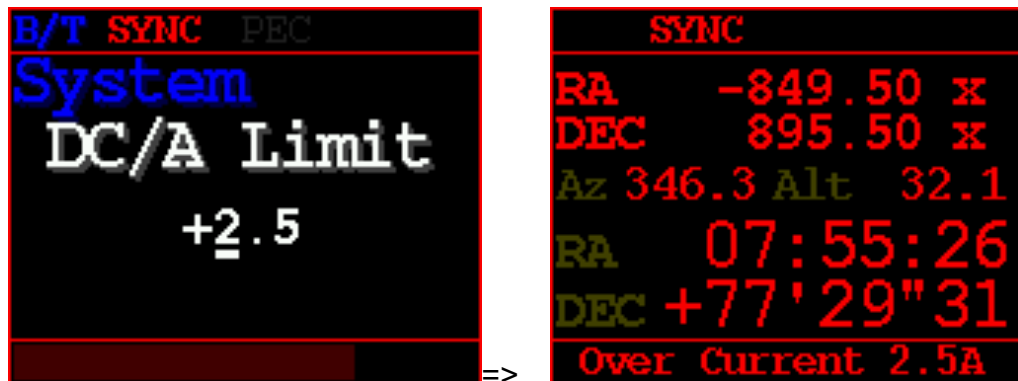 B/T SYNC PEC
System
DC/A Limit
+2.5
=>
SYNC
RA -849.50 x
DEC 895.50 x
Az 346.3 Alt 32.1
RA 07:55:26
DEC +77'29"31
Over Current 2.5A